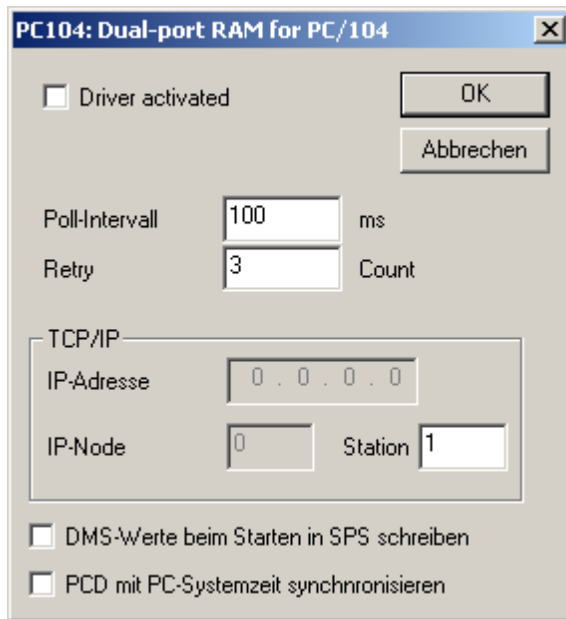 PC104: Dual-port RAM for PC/104
Driver activated
OK
Abbrechen
Poll-Intervall 100 ms
Retry 3 Count
TCP/IP
IP-Adresse 0 . 0 . 0 . 0
IP-Node 0 Station 1
DMS-Werte beim Starten in SPS schreiben
PCD mit PC-Systemzeit synchnronisieren